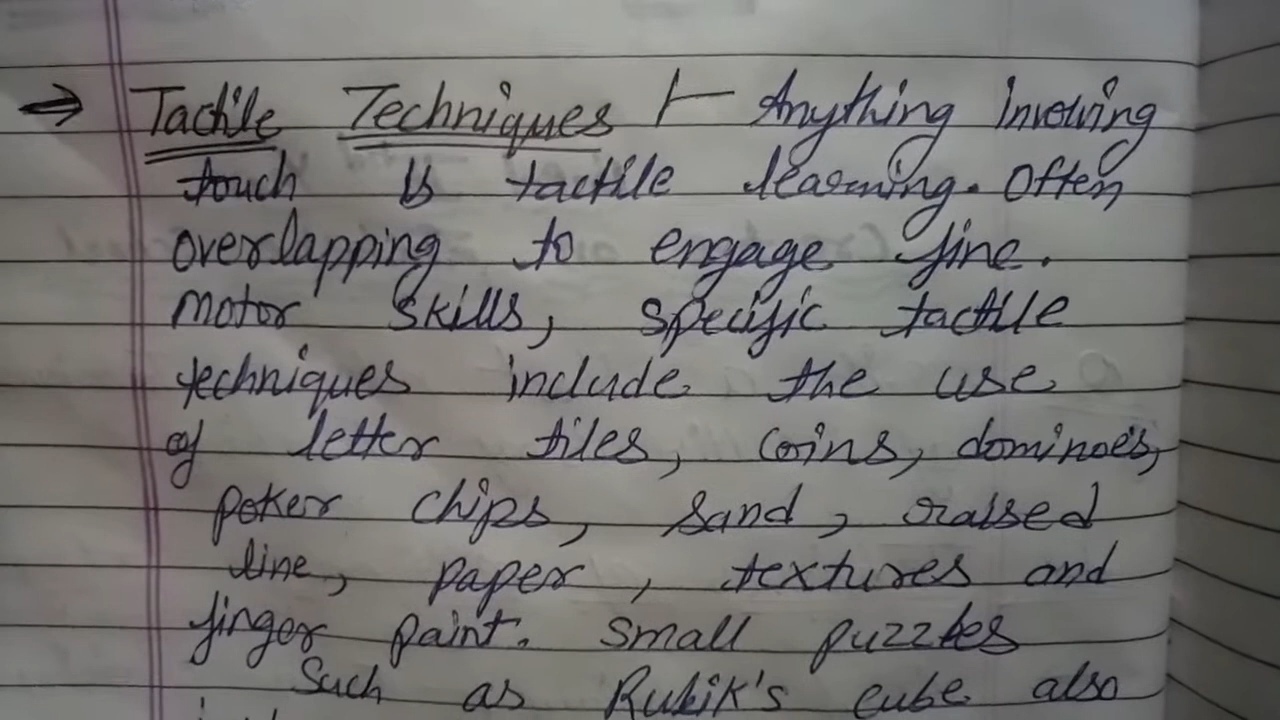 ⇒ Tactile Techniques :— Anything involving
touch is tactile learning. Often
overlapping to engage fine.
motor skills, specific tactile
techniques include the use
of letter tiles, coins, dominoes,
poker chips, sand, raised
line, paper, textures and
finger paint. Small puzzles
Such as Rubik's cube also